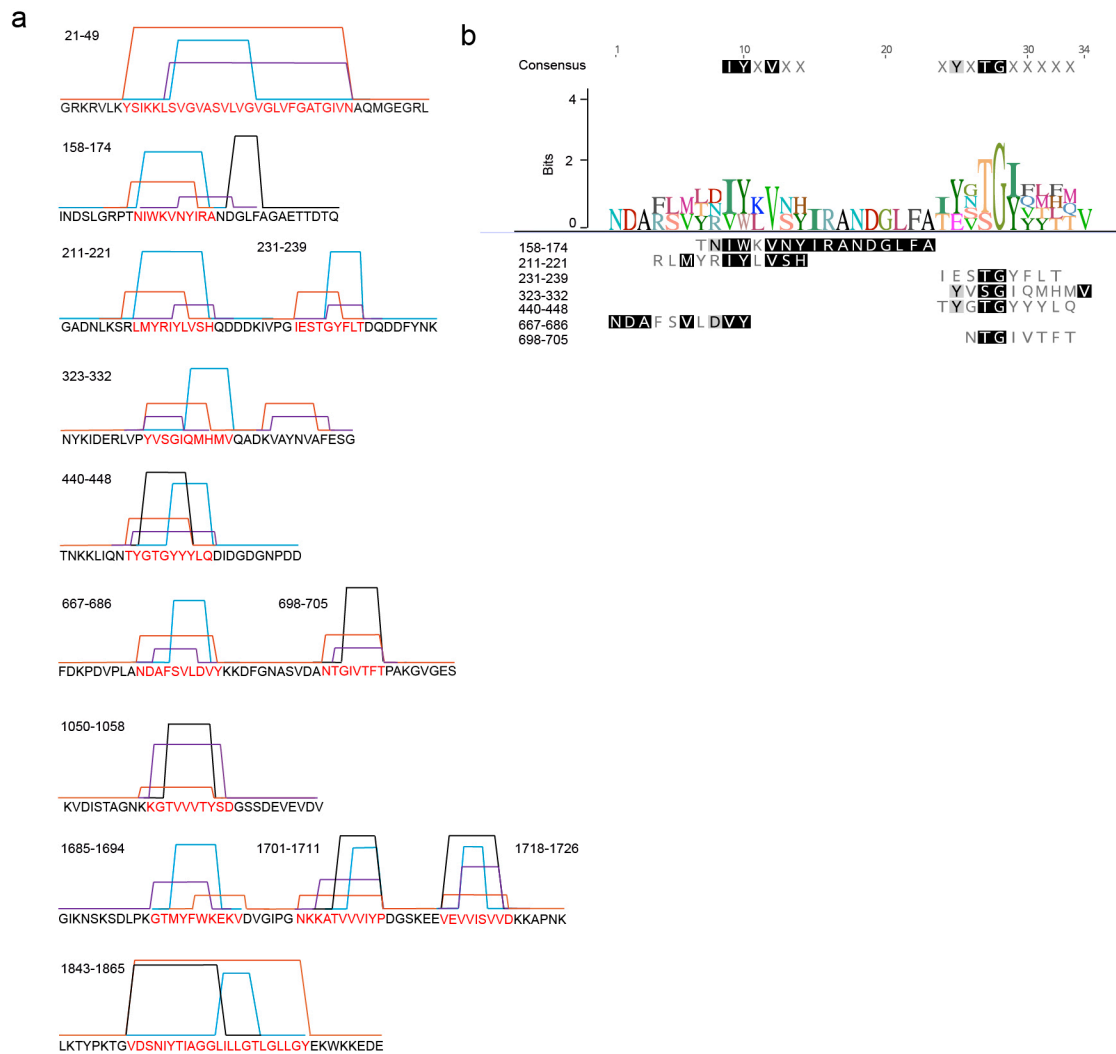 a
21-49
GRKRVLKYSIKKLSVGVASVLVGVGLVFGATGIVNAQMGEGRL
158-174
INDSLGRPTNIWKVNYIRANDGLFAGAETTDTQ
211-221
231-239
GADNLKSRLMYRIYLVSHQDDDKIVPGIESTGYFLTDQDDFYNK
323-332
NYKIDERLVPYVSGIQMHMVQADKVAYNVAFESG
440-448
TNKKLIQNTYGTGYYYLQDIDGDGNPDD
667-686
698-705
FDKPDVPLANDAFSVLDVYKKDFGNASVDANTGIVTFTPAKGVGES
1050-1058
KVDISTAGNKKGTVVVTYSDGSSDEVEVDV
1685-1694
1701-1711
1718-1726
GIKNSKSDLPKGTMYFWKEKVDVGIPGNKKATVVVIYPDGSKEEVEVVISVVDKKAPNK
1843-1865
LKTYPKTGVDSNIYTIAGGLILLGTLGLLGYEKWKKEDE
b
1 10 20 30 34
Consensus IYXVXX XYXTGXXXXX
4
2
0
Bits
158-174 TNIWKVNYIRANDGLFA
211-221 RLMYRIYLVSH
231-239 IESTGYFLT
323-332 YVSGIQMHMV
440-448 TYGTGYYYLQ
667-686 NDAFSVLDVY
698-705 NTGIVTFT